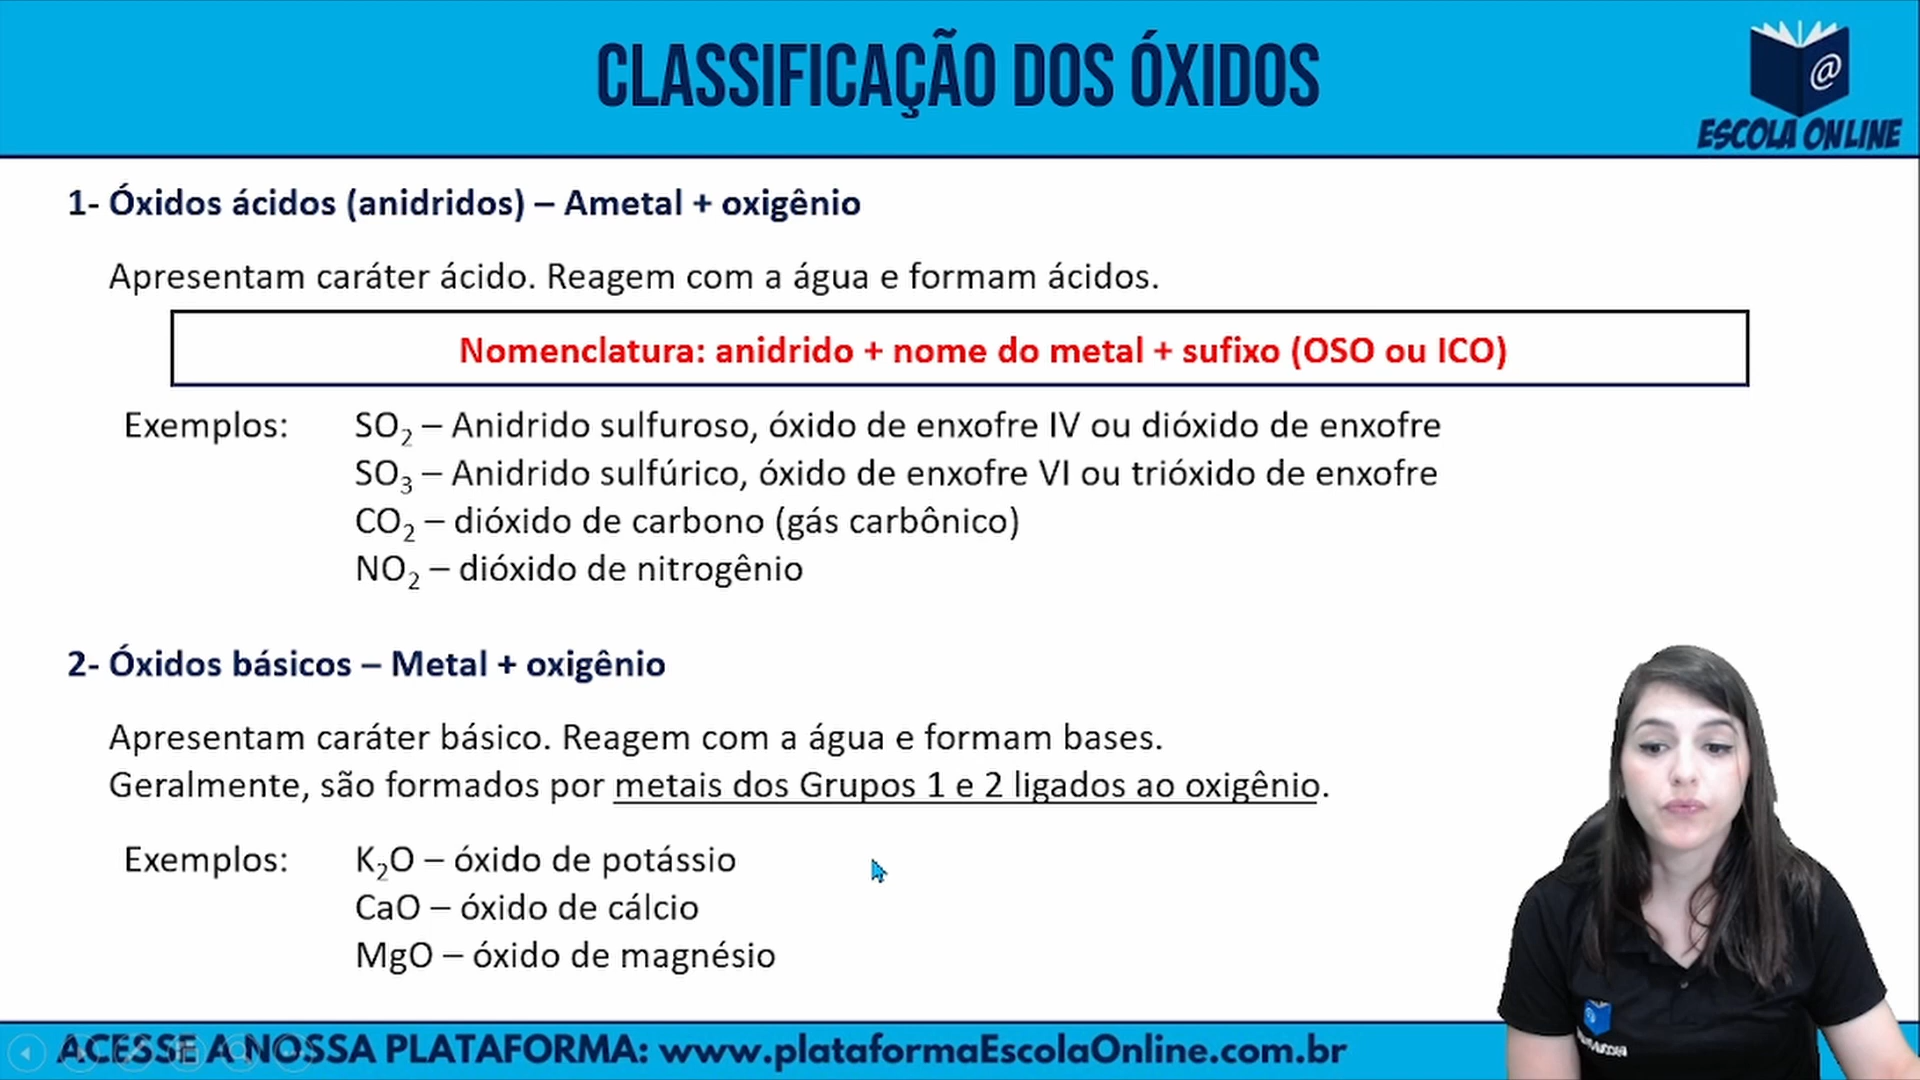 CLASSIFICAÇÃO DOS ÓXIDOS
@
ESCOLA ONLINE
1- Óxidos ácidos (anidridos) – Ametal + oxigênio
Apresentam caráter ácido. Reagem com a água e formam ácidos.
Nomenclatura: anidrido + nome do metal + sufixo (OSO ou ICO)
Exemplos: SO₂ – Anidrido sulfuroso, óxido de enxofre IV ou dióxido de enxofre
SO₃ – Anidrido sulfúrico, óxido de enxofre VI ou trióxido de enxofre
CO₂ – dióxido de carbono (gás carbônico)
NO₂ – dióxido de nitrogênio
2- Óxidos básicos – Metal + oxigênio
Apresentam caráter básico. Reagem com a água e formam bases.
Geralmente, são formados por metais dos Grupos 1 e 2 ligados ao oxigênio.
Exemplos: K₂O – óxido de potássio
CaO – óxido de cálcio
MgO – óxido de magnésio
ACESSE A NOSSA PLATAFORMA: www.plataformaEscolaOnline.com.br